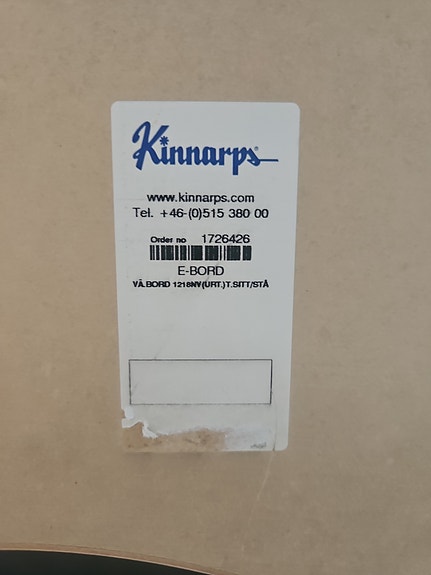 Kinnarps
www.kinnarps.com
Tel. +46-(0)515 380 00
Order no 1726426
E-BORD
VÄ.BORD 1218NV(URT.)T.SITT/STÅ